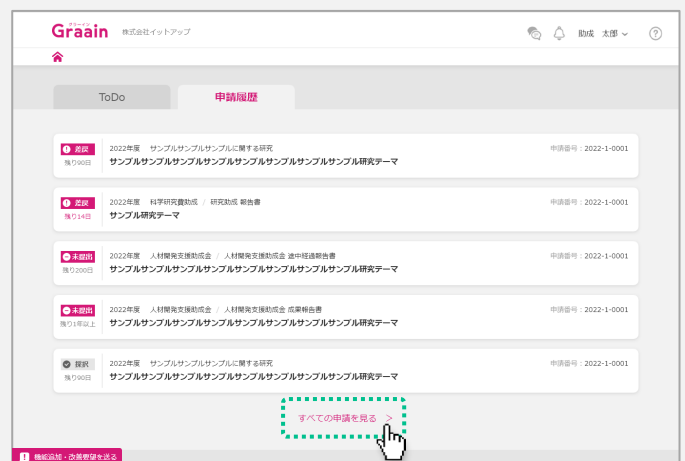 グラーイン
Graain 株式会社イットアップ 助成 太郎
ToDo 申請履歴
差戻 2022年度 サンプルサンプルサンプルに関する研究 申請番号：2022-1-0001
残り90日 サンプルサンプルサンプルサンプルサンプルサンプルサンプルサンプル研究テーマ
差戻 2022年度 科学研究費助成 / 研究助成 報告書 申請番号：2022-1-0001
残り14日 サンプル研究テーマ
未提出 2022年度 人材開発支援助成金 / 人材開発支援助成金 途中経過報告書 申請番号：2022-1-0001
残り200日 サンプルサンプルサンプルサンプルサンプルサンプルサンプルサンプル研究テーマ
未提出 2022年度 人材開発支援助成金 / 人材開発支援助成金 成果報告書 申請番号：2022-1-0001
残り1年以上 サンプルサンプルサンプルサンプルサンプルサンプルサンプルサンプル研究テーマ
採択 2022年度 サンプルサンプルサンプルに関する研究 申請番号：2022-1-0001
残り90日 サンプルサンプルサンプルサンプルサンプルサンプルサンプルサンプル研究テーマ
すべての申請を見る ＞
機能追加・改善要望を送る